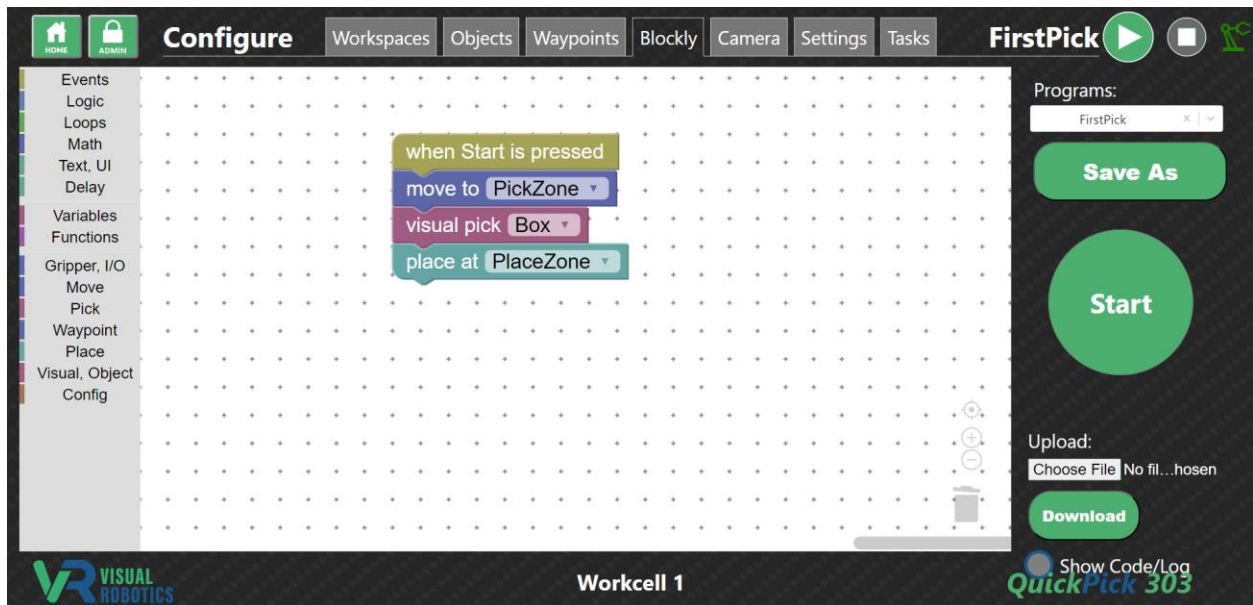 HOME
ADMIN
Configure
Workspaces
Objects
Waypoints
Blockly
Camera
Settings
Tasks
FirstPick
Events
Logic
Loops
Math
Text, UI
Delay
Variables
Functions
Gripper, I/O
Move
Pick
Waypoint
Place
Visual, Object
Config
when Start is pressed
move to PickZone
visual pick Box
place at PlaceZone
Programs:
FirstPick
Save As
Start
Upload:
Choose File No fil...hosen
Download
Show Code/Log
VR VISUAL
ROBOTICS
Workcell 1
QuickPick 303